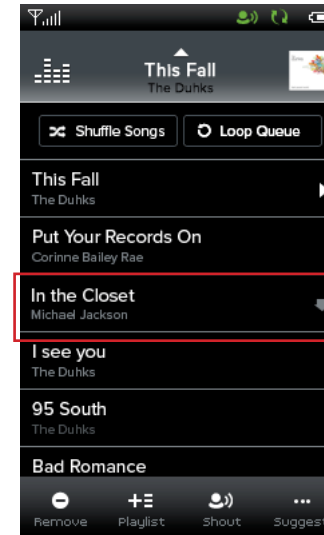 This Fall
The Duhks
Shuffle Songs
Loop Queue
This Fall
The Duhks
Put Your Records On
Corinne Bailey Rae
In the Closet
Michael Jackson
I see you
The Duhks
95 South
The Duhks
Bad Romance
Remove Playlist Shout Suggest